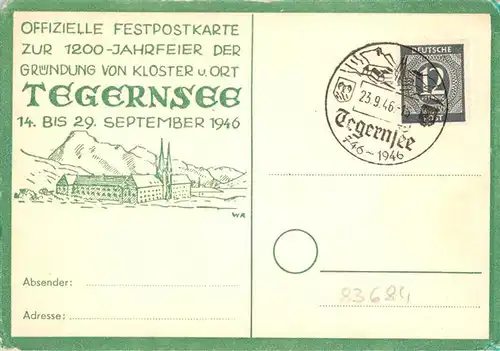 OFFIZIELLE FESTPOSTKARTE
ZUR 1200-JAHRFEIER DER
GRÜNDUNG VON KLOSTER u. ORT
TEGERNSEE
14. BIS 29. SEPTEMBER 1946
WR
Absender:
Adresse:
DEUTSCHE
12
23.9.46
Tegernsee
746-1946
83684